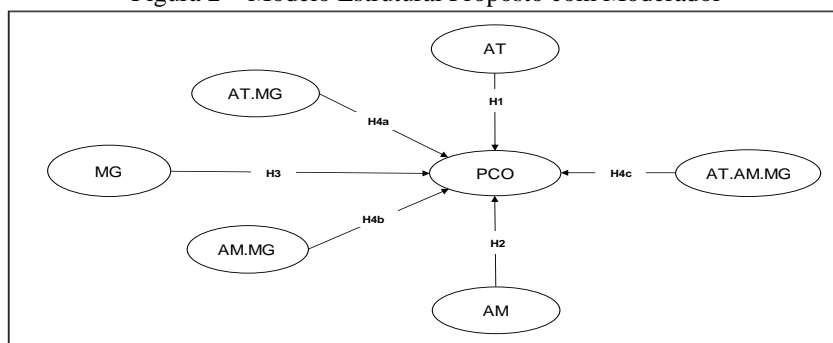 Figura 2 – Modelo Estrutural Proposto com Moderador
AT
H1
AT.MG
H4a
MG
H3
PCO
H4c
AT.AM.MG
H4b
AM.MG
H2
AM